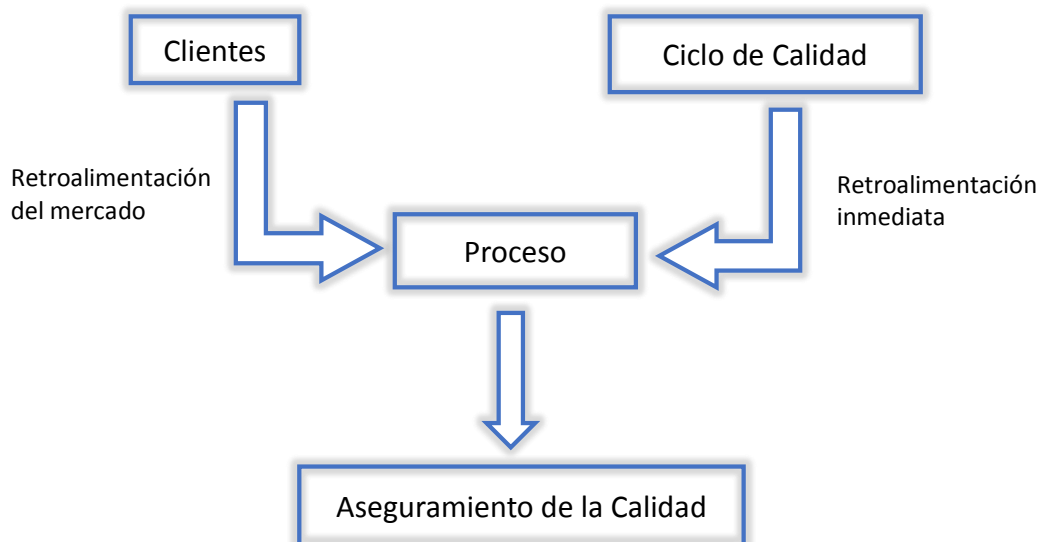 Clientes
Ciclo de Calidad
Retroalimentación
del mercado
Retroalimentación
inmediata
Proceso
Aseguramiento de la Calidad